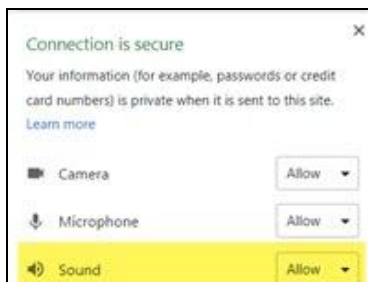 Connection is secure
Your information (for example, passwords or credit
card numbers) is private when it is sent to this site.
Learn more
Camera Allow
Microphone Allow
Sound Allow